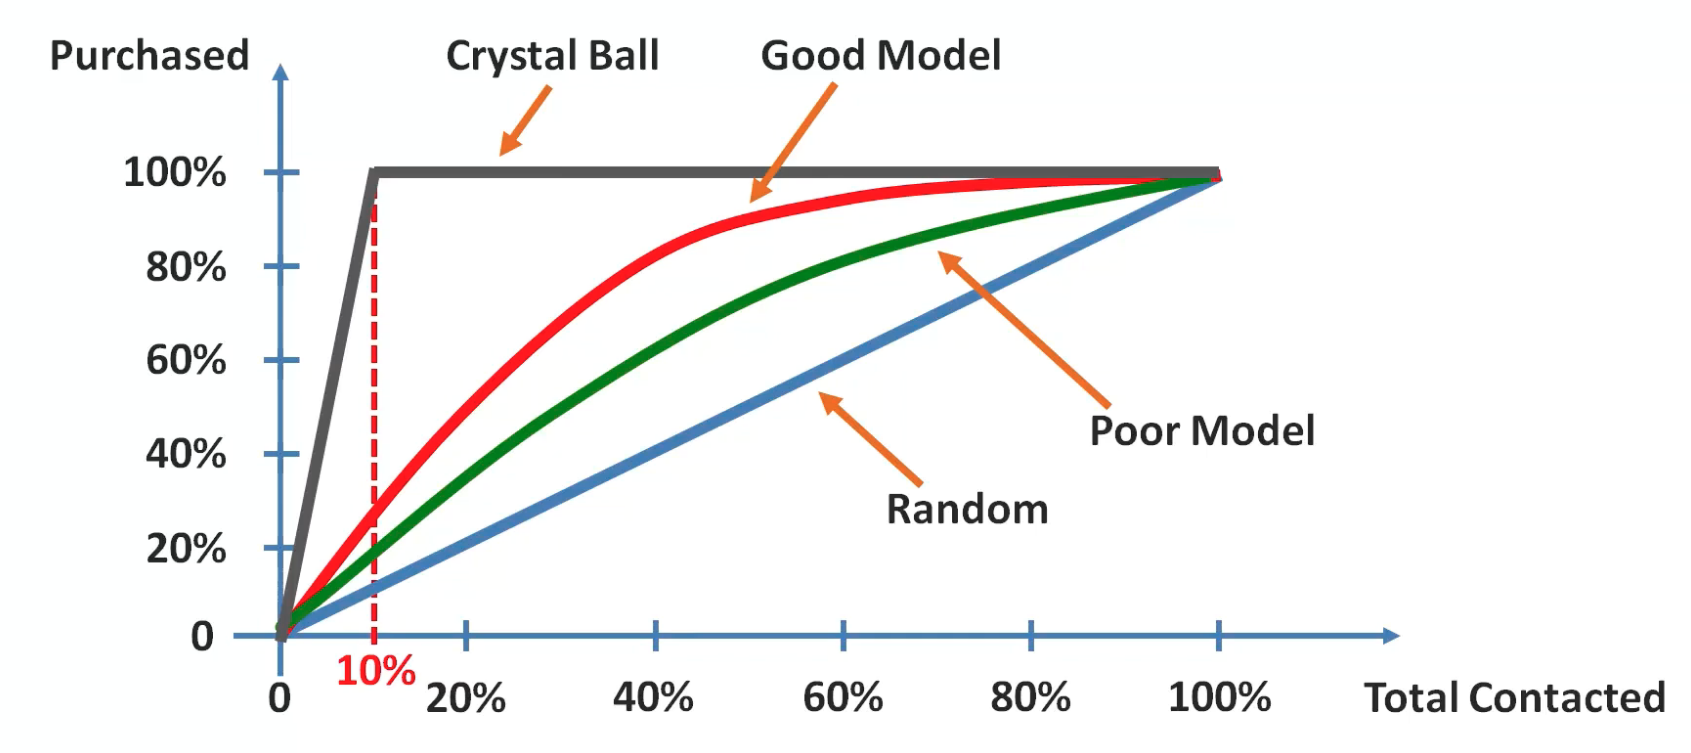 Purchased
Crystal Ball
Good Model
100%
80%
60%
40%
20%
0
Poor Model
Random
10%
0
20%
40%
60%
80%
100%
Total Contacted